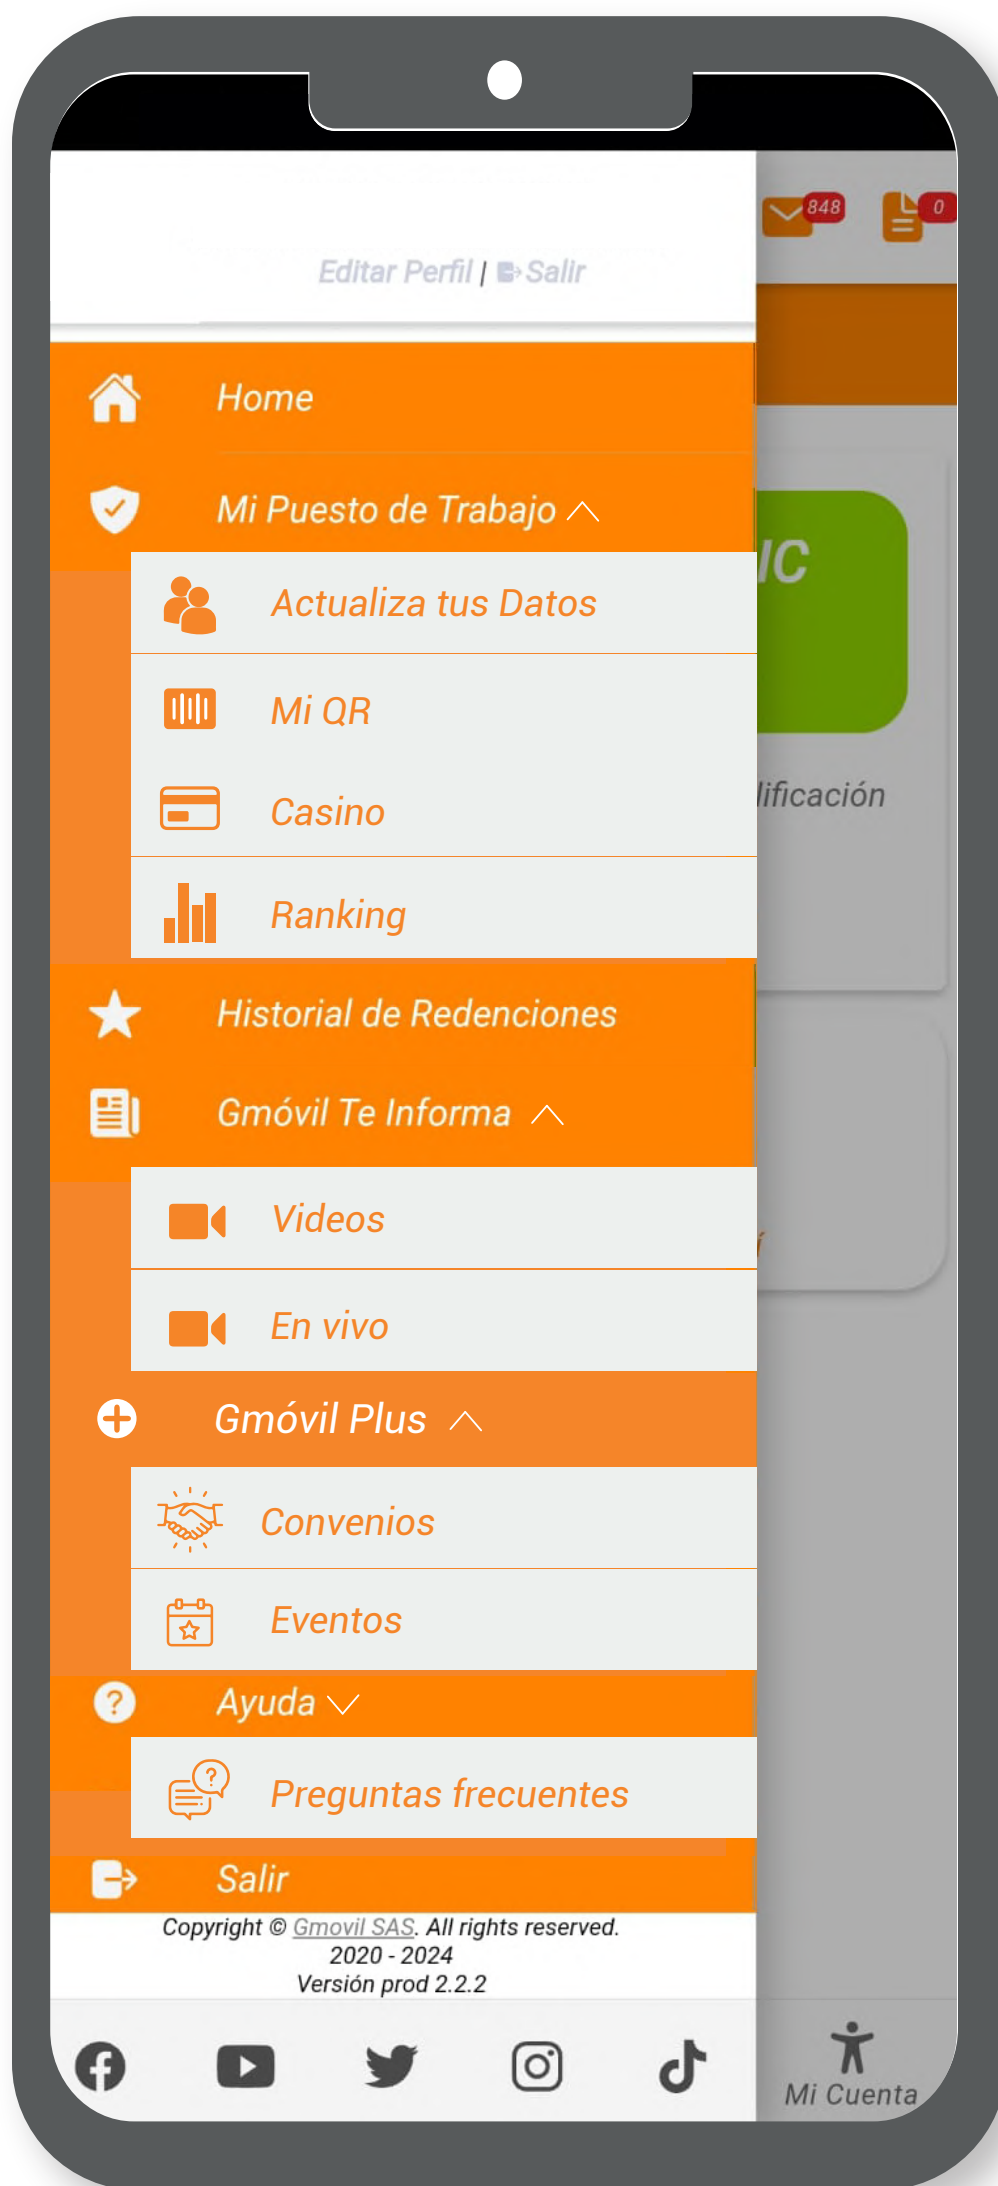 848
0
Editar Perfil | Salir
Home
Mi Puesto de Trabajo
IC
Actualiza tus Datos
Mi QR
lificación
Casino
Ranking
Historial de Redenciones
Gmóvil Te Informa
Videos
í
En vivo
Gmóvil Plus
Convenios
Eventos
Ayuda
Preguntas frecuentes
Salir
Copyright © Gmovil SAS. All rights reserved.
2020 - 2024
Versión prod 2.2.2
Mi Cuenta